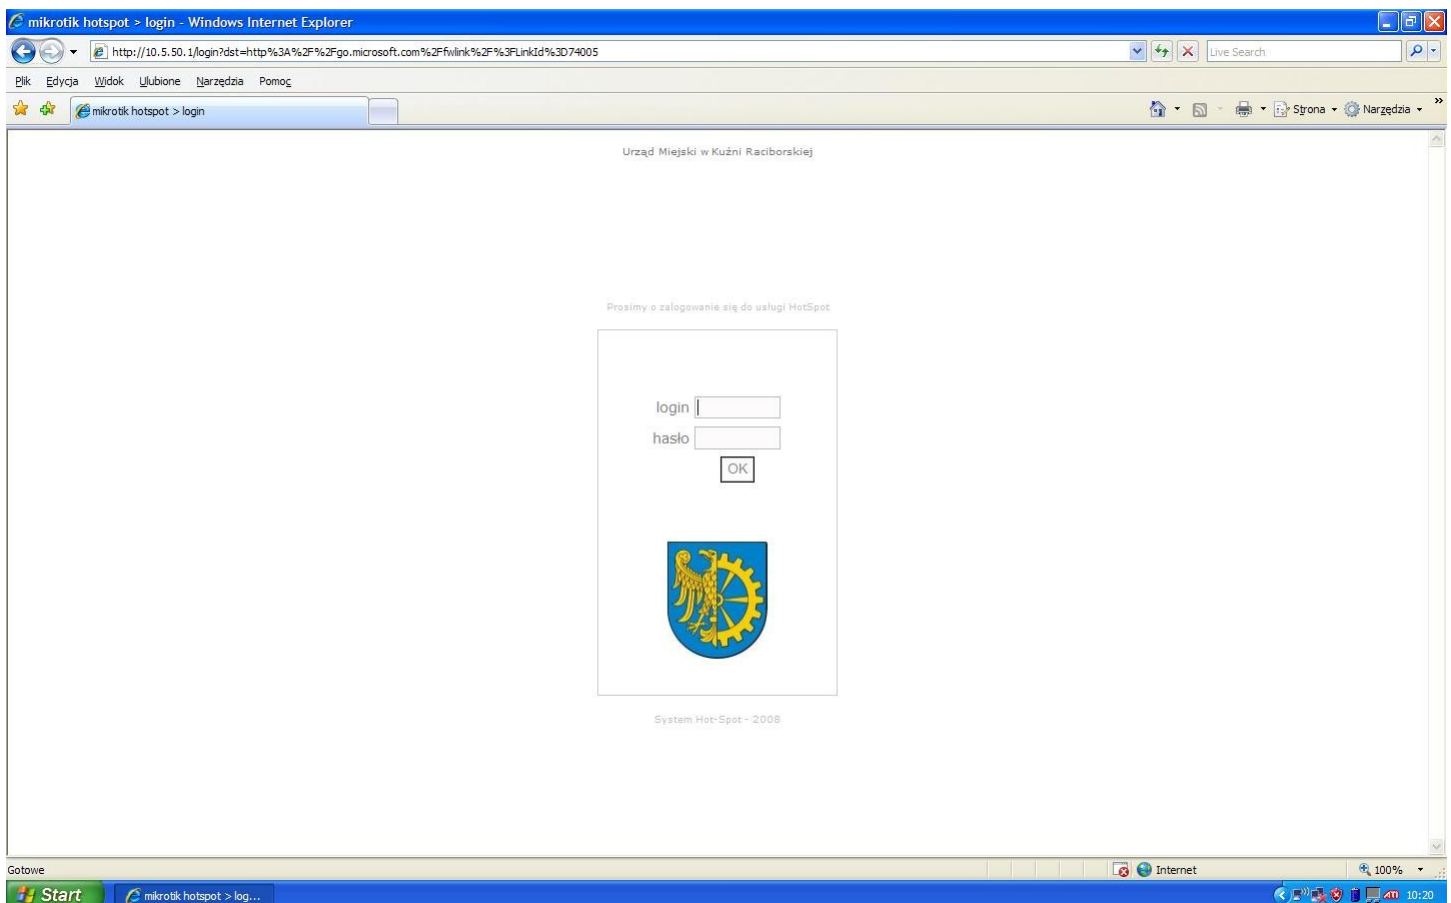 mikrotik hotspot > login - Windows Internet Explorer
http://10.5.50.1/login?dst=http%3A%2F%2Fgo.microsoft.com%2Ffwlink%2F%3FLinkId%3D74005
Live Search
Plik Edycja Widok Ulubione Narzędzia Pomoc
mikrotik hotspot > login
Strona Narzędzia »
Urząd Miejski w Kuźni Raciborskiej
Prosimy o zalogowanie się do usługi HotSpot
login
hasło
OK
System Hot-Spot - 2008
Gotowe Internet 100%
Start mikrotik hotspot > log... ATI 10:20